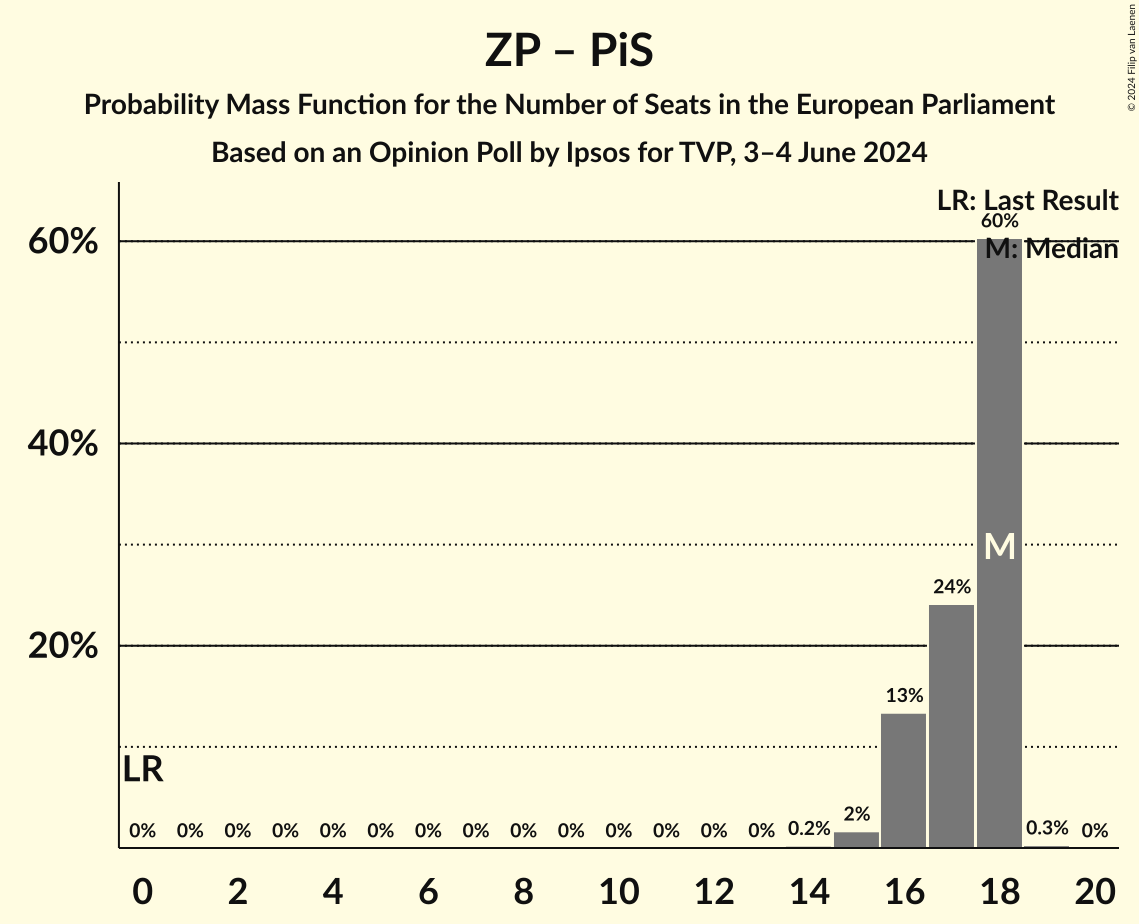 ZP – PiS
Probability Mass Function for the Number of Seats in the European Parliament
Based on an Opinion Poll by Ipsos for TVP, 3–4 June 2024
© 2024 Filip van Laenen
LR: Last Result
M: Median
60%
40%
20%
60%
M
24%
13%
LR
0% 0% 0% 0% 0% 0% 0% 0% 0% 0% 0% 0% 0% 0% 0.2% 2% 0.3% 0%
0 2 4 6 8 10 12 14 16 18 20